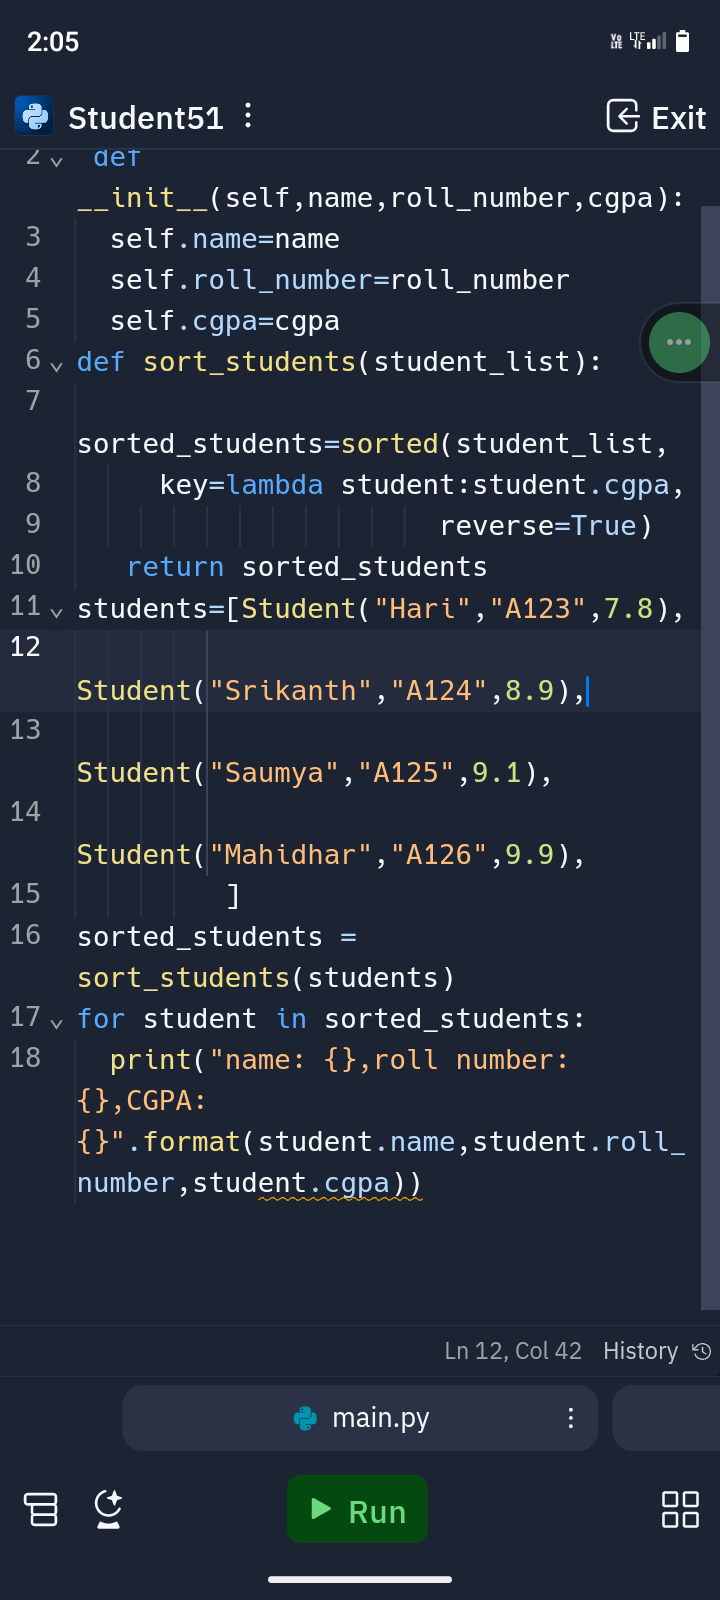 2:05
Vo LTE LTE
Student51
Exit
2 def
__init__(self,name,roll_number,cgpa):
3 self.name=name
4 self.roll_number=roll_number
5 self.cgpa=cgpa
6 def sort_students(student_list):
7
sorted_students=sorted(student_list,
8 key=lambda student:student.cgpa,
9 reverse=True)
10 return sorted_students
11 students=[Student("Hari","A123",7.8),
12
Student("Srikanth","A124",8.9),
13
Student("Saumya","A125",9.1),
14
Student("Mahidhar","A126",9.9),
15 ]
16 sorted_students =
sort_students(students)
17 for student in sorted_students:
18 print("name: {},roll number:
{},CGPA:
{}".format(student.name,student.roll_
number,student.cgpa))
Ln 12, Col 42 History
main.py
Run